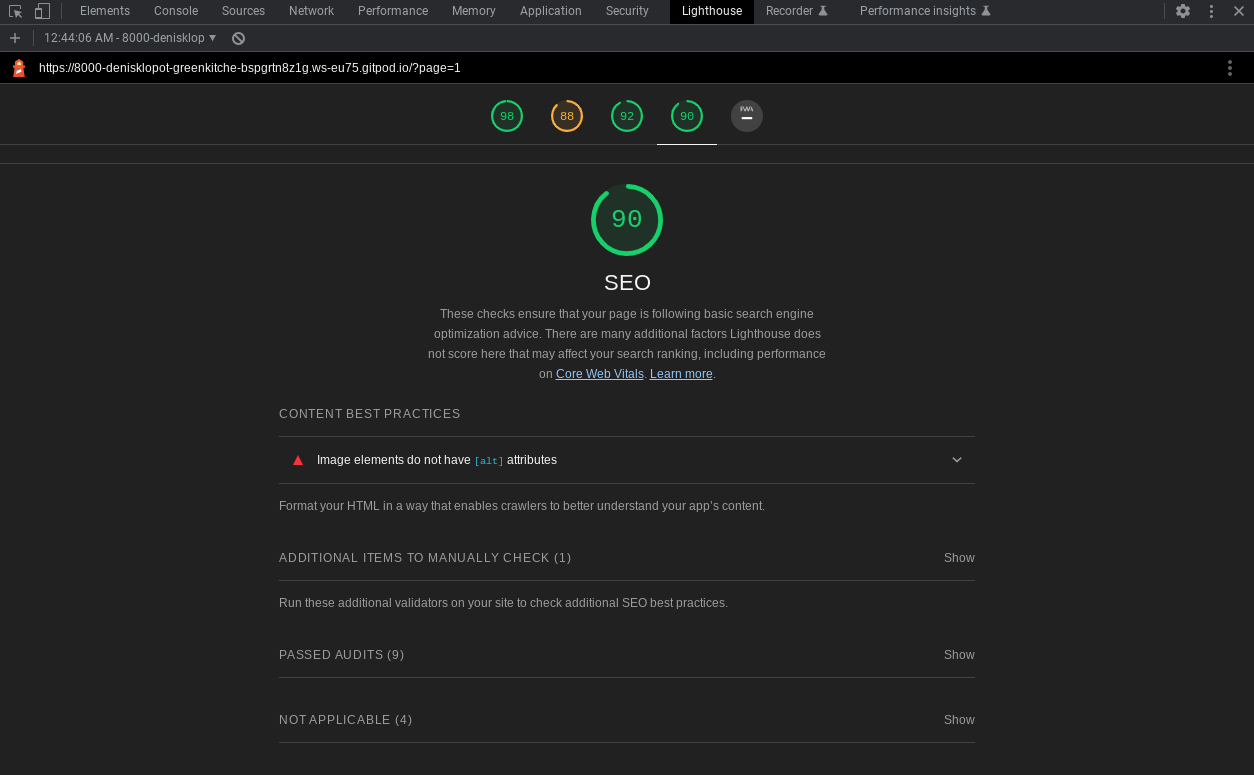 Elements Console Sources Network Performance Memory Application Security Lighthouse Recorder Performance insights
12:44:06 AM - 8000-denisklop
https://8000-denisklopot-greenkitche-bspgrtn8z1g.ws-eu75.gitpod.io/?page=1
98 88 92 90 PWA
90
SEO
These checks ensure that your page is following basic search engine
optimization advice. There are many additional factors Lighthouse does
not score here that may affect your search ranking, including performance
on Core Web Vitals. Learn more.
CONTENT BEST PRACTICES
Image elements do not have [alt] attributes
Format your HTML in a way that enables crawlers to better understand your app’s content.
ADDITIONAL ITEMS TO MANUALLY CHECK (1) Show
Run these additional validators on your site to check additional SEO best practices.
PASSED AUDITS (9) Show
NOT APPLICABLE (4) Show